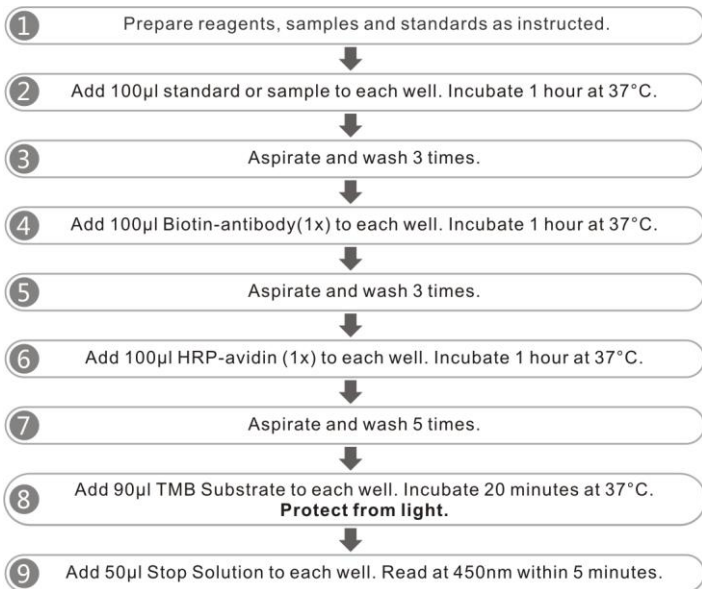 1 Prepare reagents, samples and standards as instructed.
2 Add 100µl standard or sample to each well. Incubate 1 hour at 37°C.
3 Aspirate and wash 3 times.
4 Add 100µl Biotin-antibody(1x) to each well. Incubate 1 hour at 37°C.
5 Aspirate and wash 3 times.
6 Add 100µl HRP-avidin (1x) to each well. Incubate 1 hour at 37°C.
7 Aspirate and wash 5 times.
8 Add 90µl TMB Substrate to each well. Incubate 20 minutes at 37°C.
Protect from light.
9 Add 50µl Stop Solution to each well. Read at 450nm within 5 minutes.